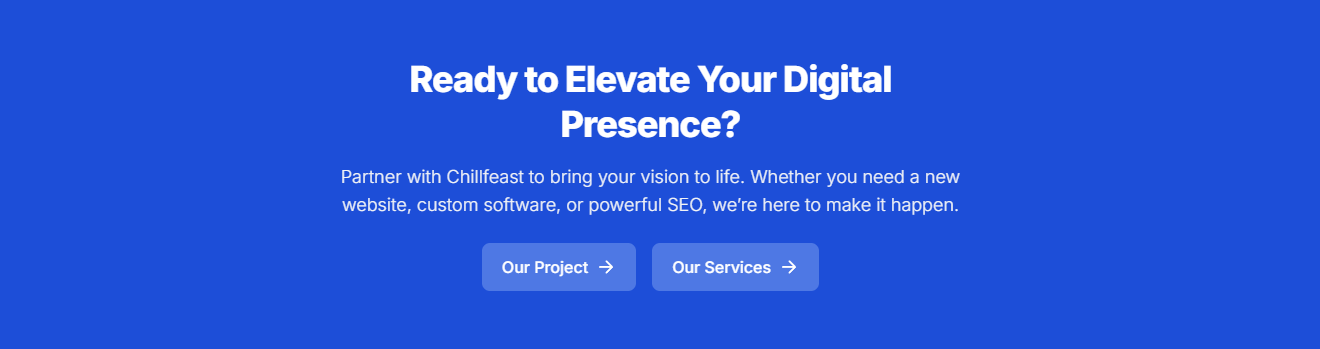 Ready to Elevate Your Digital
Presence?
Partner with Chillfeast to bring your vision to life. Whether you need a new
website, custom software, or powerful SEO, we're here to make it happen.
Our Project →
Our Services →